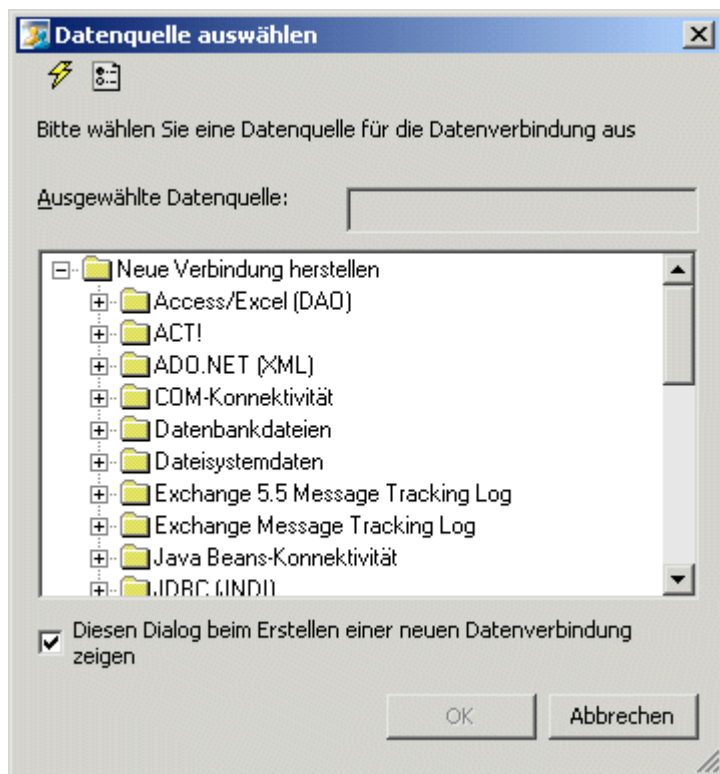 Datenquelle auswählen
Bitte wählen Sie eine Datenquelle für die Datenverbindung aus
Ausgewählte Datenquelle:
Neue Verbindung herstellen
Access/Excel (DAO)
ACT!
ADO.NET (XML)
COM-Konnektivität
Datenbankdateien
Dateisystemdaten
Exchange 5.5 Message Tracking Log
Exchange Message Tracking Log
Java Beans-Konnektivität
JDBC (JNDI)
Diesen Dialog beim Erstellen einer neuen Datenverbindung
zeigen
OK Abbrechen